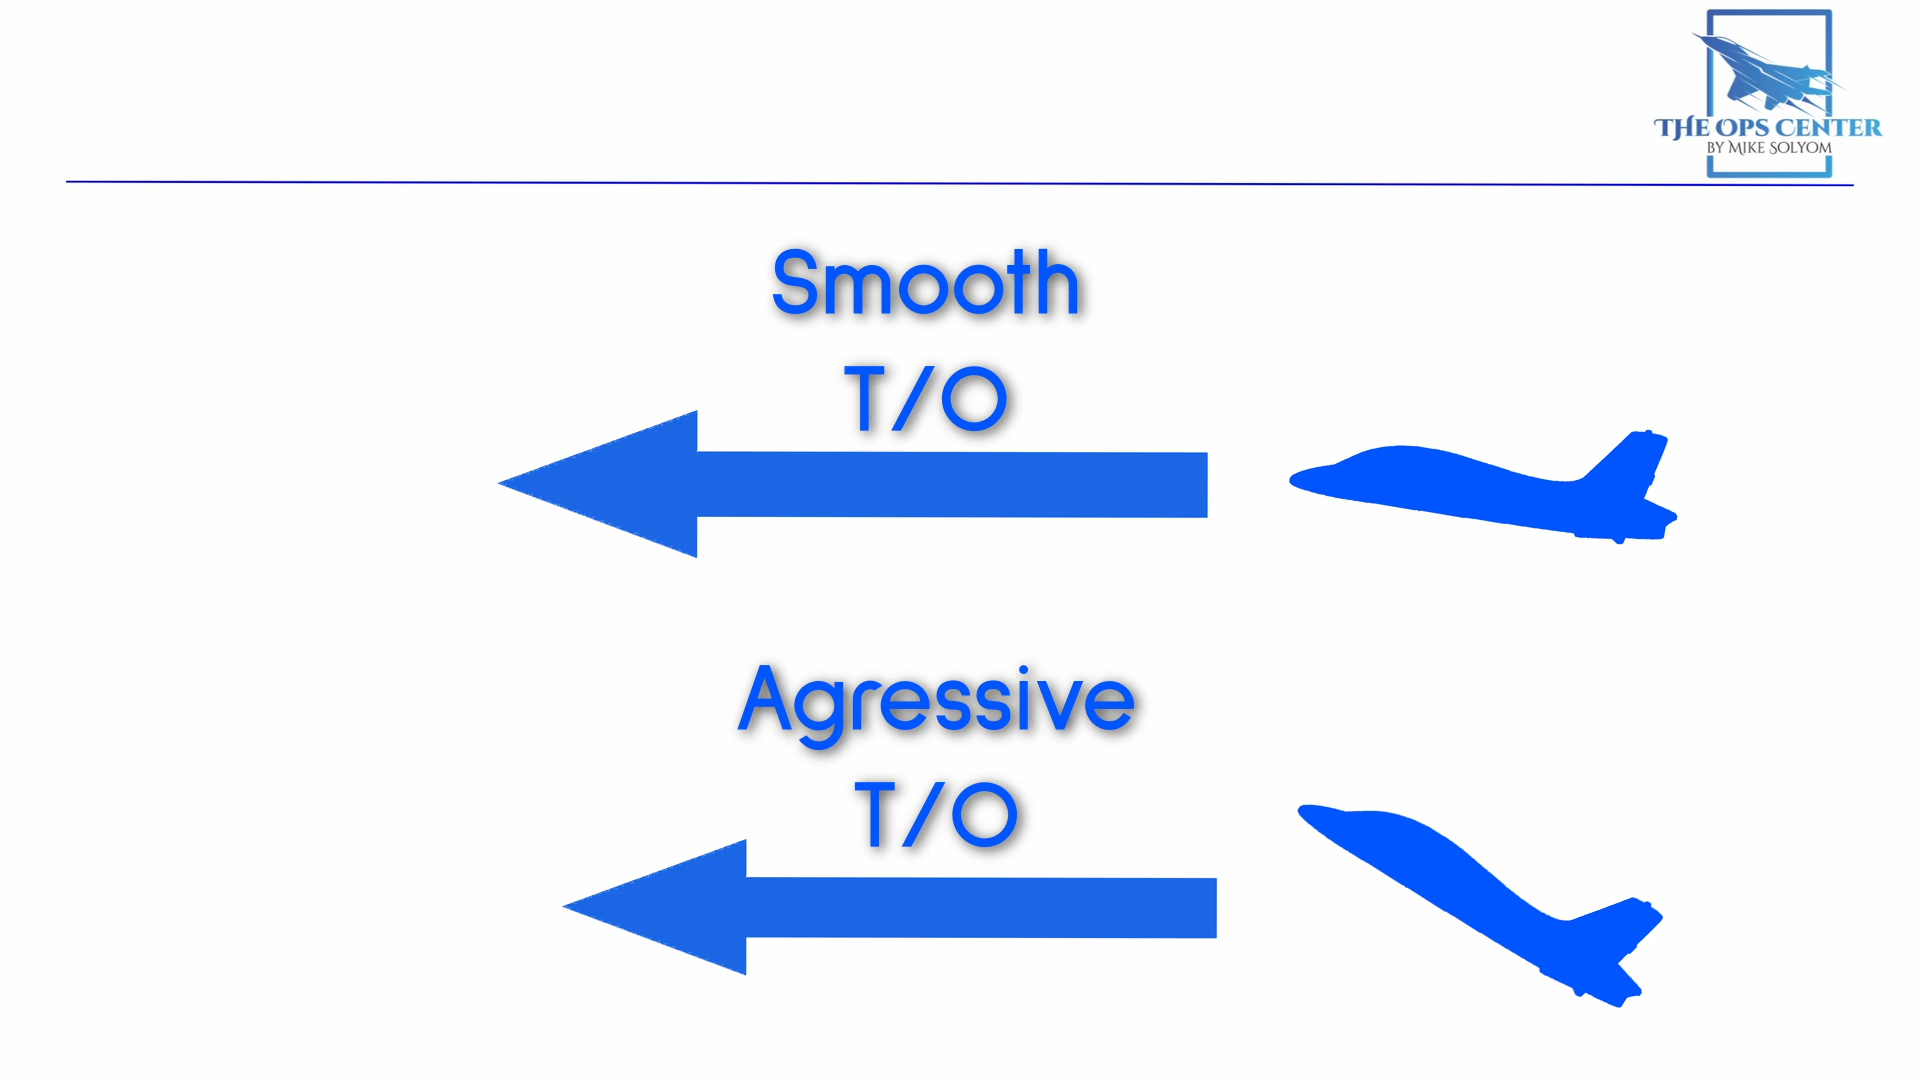 THE OPS CENTER
BY MIKE SOLYOM
Smooth
T/O
Agressive
T/O